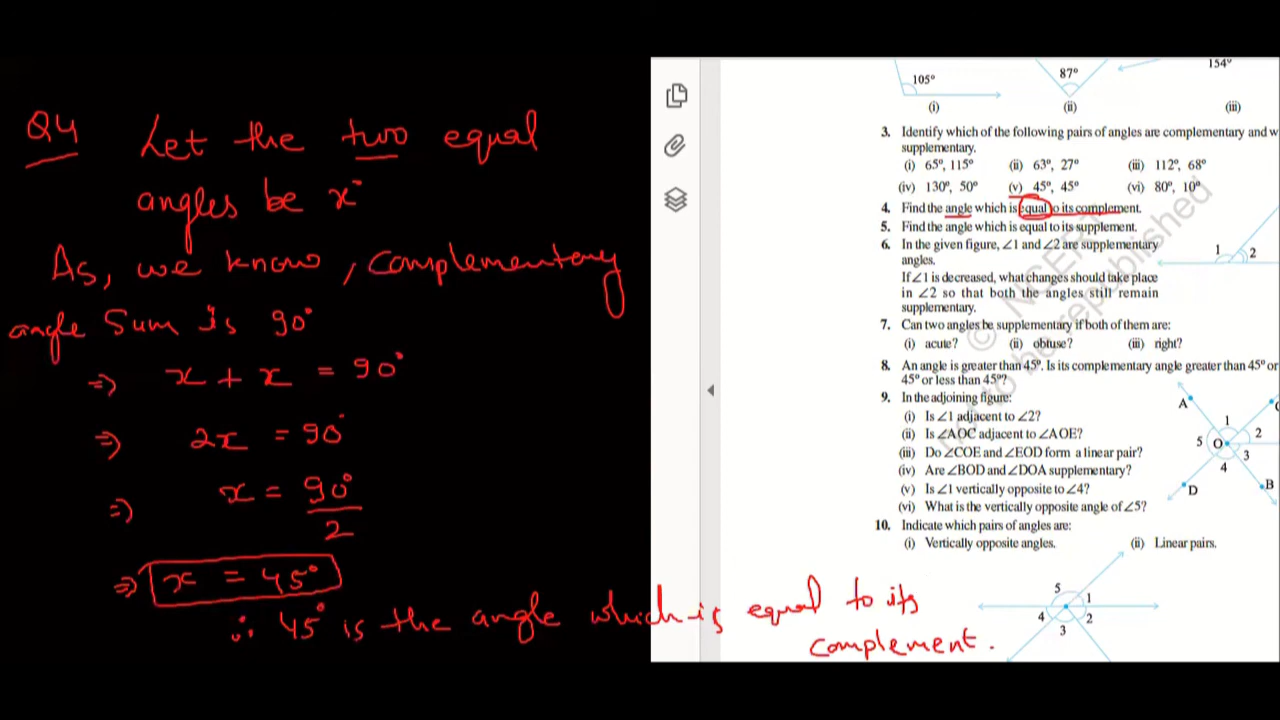 Q4 Let the two equal
angles be x°
As, we know, complementary
angle Sum is 90°
=> x + x = 90°
=> 2x = 90°
=> x = 90°
2
=> x = 45°
∴ 45° is the angle which is equal to its
complement.
105°
87°
154°
(i) (ii) (iii)
3. Identify which of the following pairs of angles are complementary and w
supplementary.
(i) 65°, 115° (ii) 63°, 27° (iii) 112°, 68°
(iv) 130°, 50° (v) 45°, 45° (vi) 80°, 10°
4. Find the angle which is equal to its complement.
5. Find the angle which is equal to its supplement.
6. In the given figure, ∠1 and ∠2 are supplementary
angles.
If ∠1 is decreased, what changes should take place
in ∠2 so that both the angles still remain
supplementary.
1 2
7. Can two angles be supplementary if both of them are:
(i) acute? (ii) obtuse? (iii) right?
8. An angle is greater than 45°. Is its complementary angle greater than 45° or
45° or less than 45°?
9. In the adjoining figure:
(i) Is ∠1 adjacent to ∠2?
(ii) Is ∠AOC adjacent to ∠AOE?
(iii) Do ∠COE and ∠EOD form a linear pair?
(iv) Are ∠BOD and ∠DOA supplementary?
(v) Is ∠1 vertically opposite to ∠4?
(vi) What is the vertically opposite angle of ∠5?
A
1
2
5 O
3
4
D
B
10. Indicate which pairs of angles are:
(i) Vertically opposite angles. (ii) Linear pairs.
5
1
4 2
3
© NCERT
not to be republished